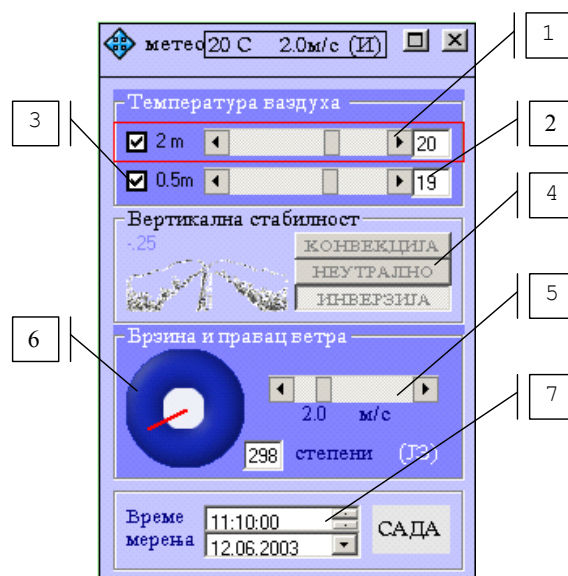 метео 20 C 2.0м/с (И)
1
Температура ваздуха
3
2 m 20
2
0.5m 19
4
Вертикална стабилност
-.25
КОНВЕКЦИЈА
НЕУТРАЛНО
ИНВЕРЗИЈА
5
6
Брзина и правац ветра
2.0 м/с
7
298 степени (ЈЗ)
Време мерења
11:10:00
12.06.2003
САДА